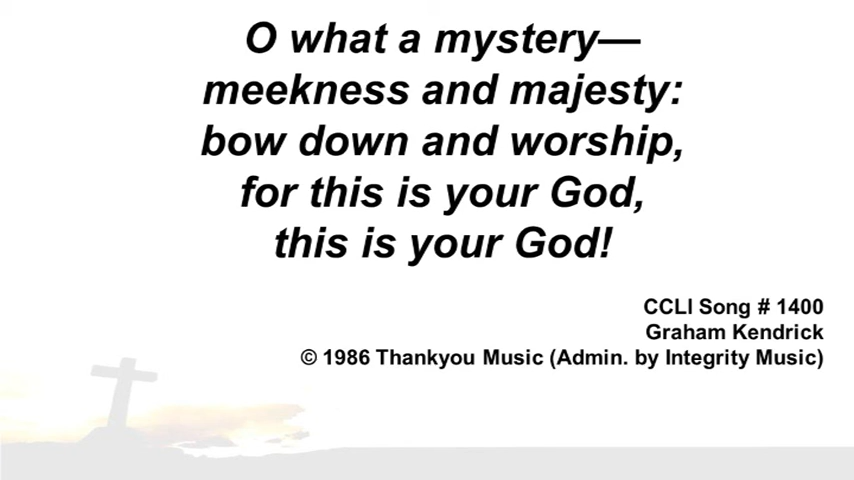 O what a mystery—
meekness and majesty:
bow down and worship,
for this is your God,
this is your God!
CCLI Song # 1400
Graham Kendrick
© 1986 Thankyou Music (Admin. by Integrity Music)